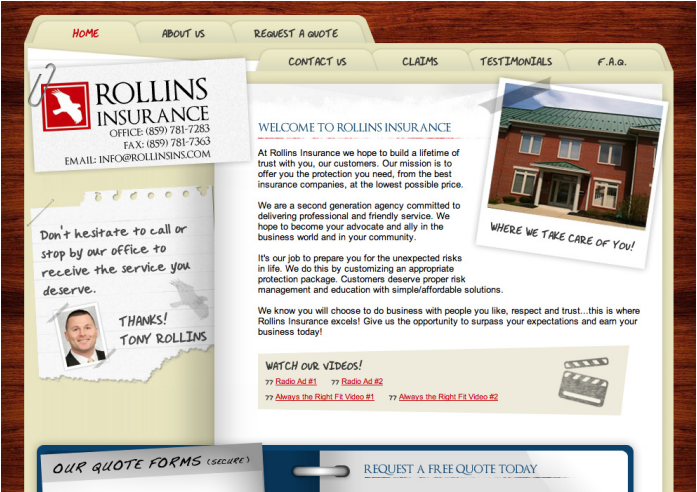 HOME
ABOUT US
REQUEST A QUOTE
CONTACT US
CLAIMS
TESTIMONIALS
F.A.Q.
ROLLINS
INSURANCE
OFFICE: (859) 781-7283
FAX: (859) 781-7363
EMAIL: INFO@ROLLINSINS.COM
WELCOME TO ROLLINS INSURANCE
At Rollins Insurance we hope to build a lifetime of
trust with you, our customers. Our mission is to
offer you the protection you need, from the best
insurance companies, at the lowest possible price.
We are a second generation agency committed to
delivering professional and friendly service. We
hope to become your advocate and ally in the
business world and in your community.
It's our job to prepare you for the unexpected risks
in life. We do this by customizing an appropriate
protection package. Customers deserve proper risk
management and education with simple/affordable solutions.
We know you will choose to do business with people you like, respect and trust...this is where
Rollins Insurance excels! Give us the opportunity to surpass your expectations and earn your
business today!
WHERE WE TAKE CARE OF YOU!
Don't hesitate to call or
stop by our office to
receive the service you
deserve.
THANKS!
TONY ROLLINS
WATCH OUR VIDEOS!
>> Radio Ad #1 >> Radio Ad #2
>> Always the Right Fit Video #1 >> Always the Right Fit Video #2
OUR QUOTE FORMS (SECURE)
REQUEST A FREE QUOTE TODAY